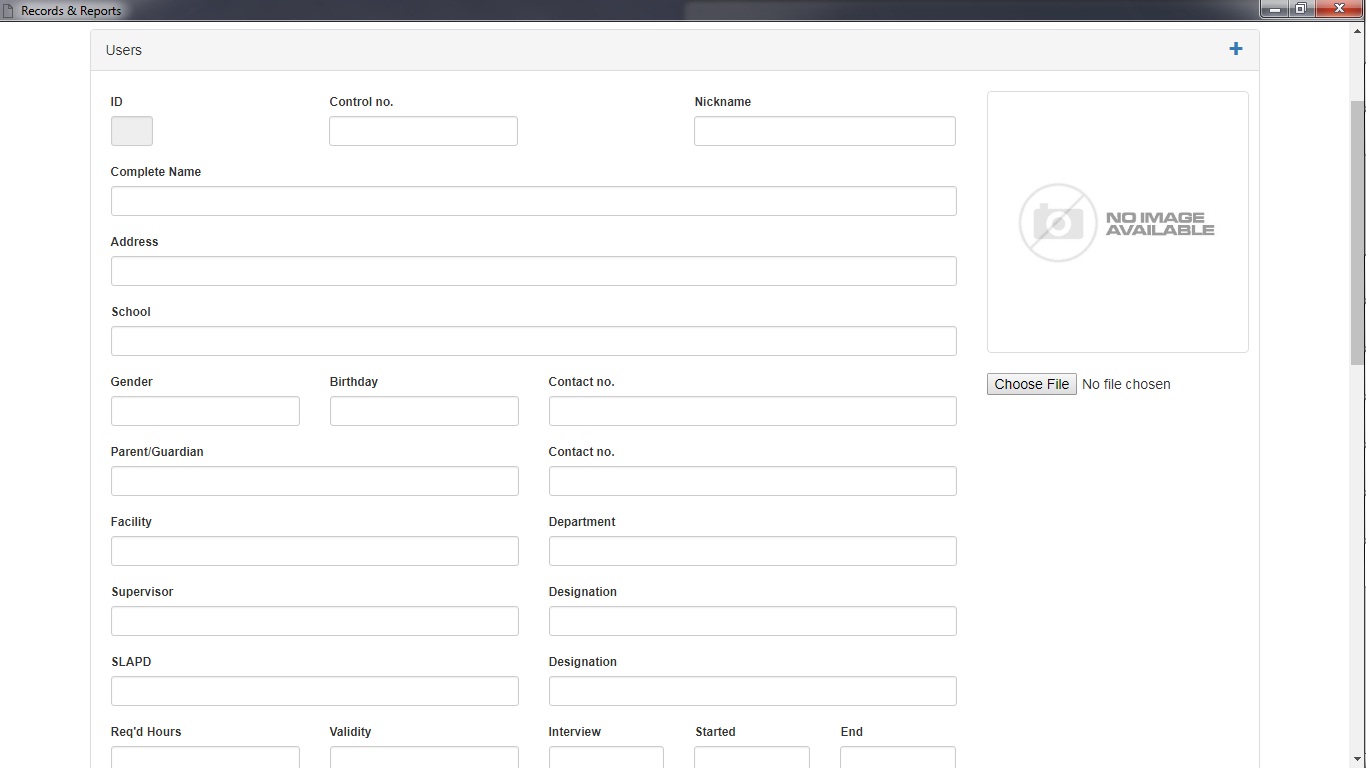 Records & Reports
Users
ID
Control no.
Nickname
Complete Name
Address
School
NO IMAGE
AVAILABLE
Choose File No file chosen
Gender
Birthday
Contact no.
Parent/Guardian
Contact no.
Facility
Department
Supervisor
Designation
SLAPD
Designation
Req'd Hours
Validity
Interview
Started
End